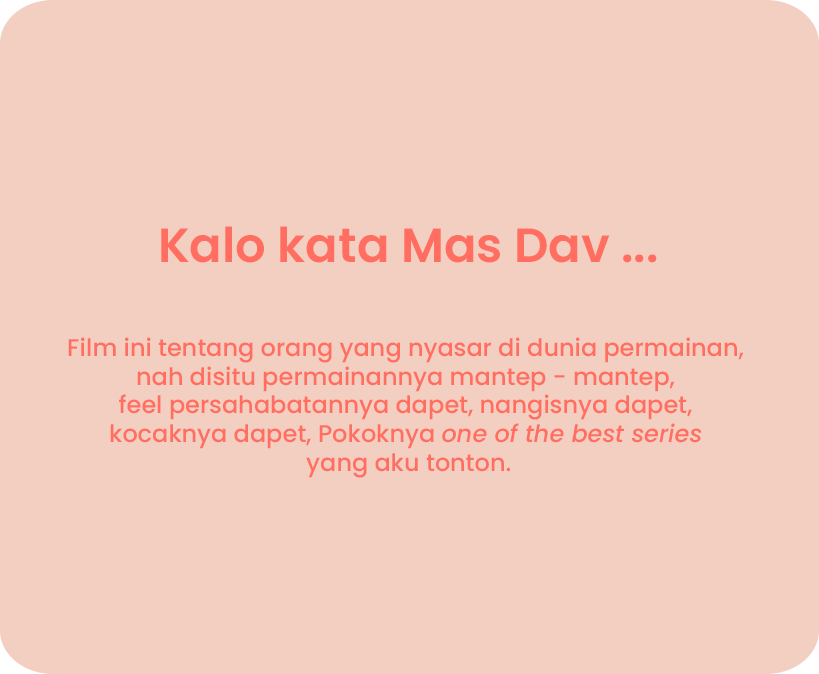 Kalo kata Mas Dav ...
Film ini tentang orang yang nyasar di dunia permainan,
nah disitu permainannya mantep - mantep,
feel persahabatannya dapet, nangisnya dapet,
kocaknya dapet, Pokoknya one of the best series
yang aku tonton.